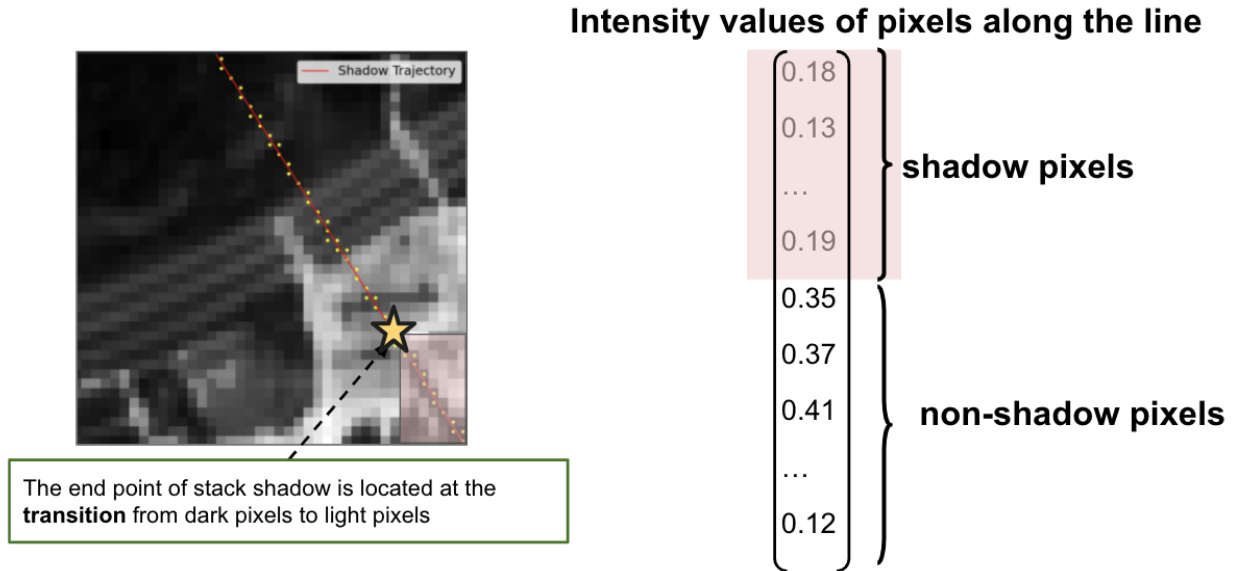 Intensity values of pixels along the line
Shadow Trajectory
0.18
0.13
...
0.19
shadow pixels
0.35
0.37
0.41
...
0.12
non-shadow pixels
The end point of stack shadow is located at the
transition from dark pixels to light pixels